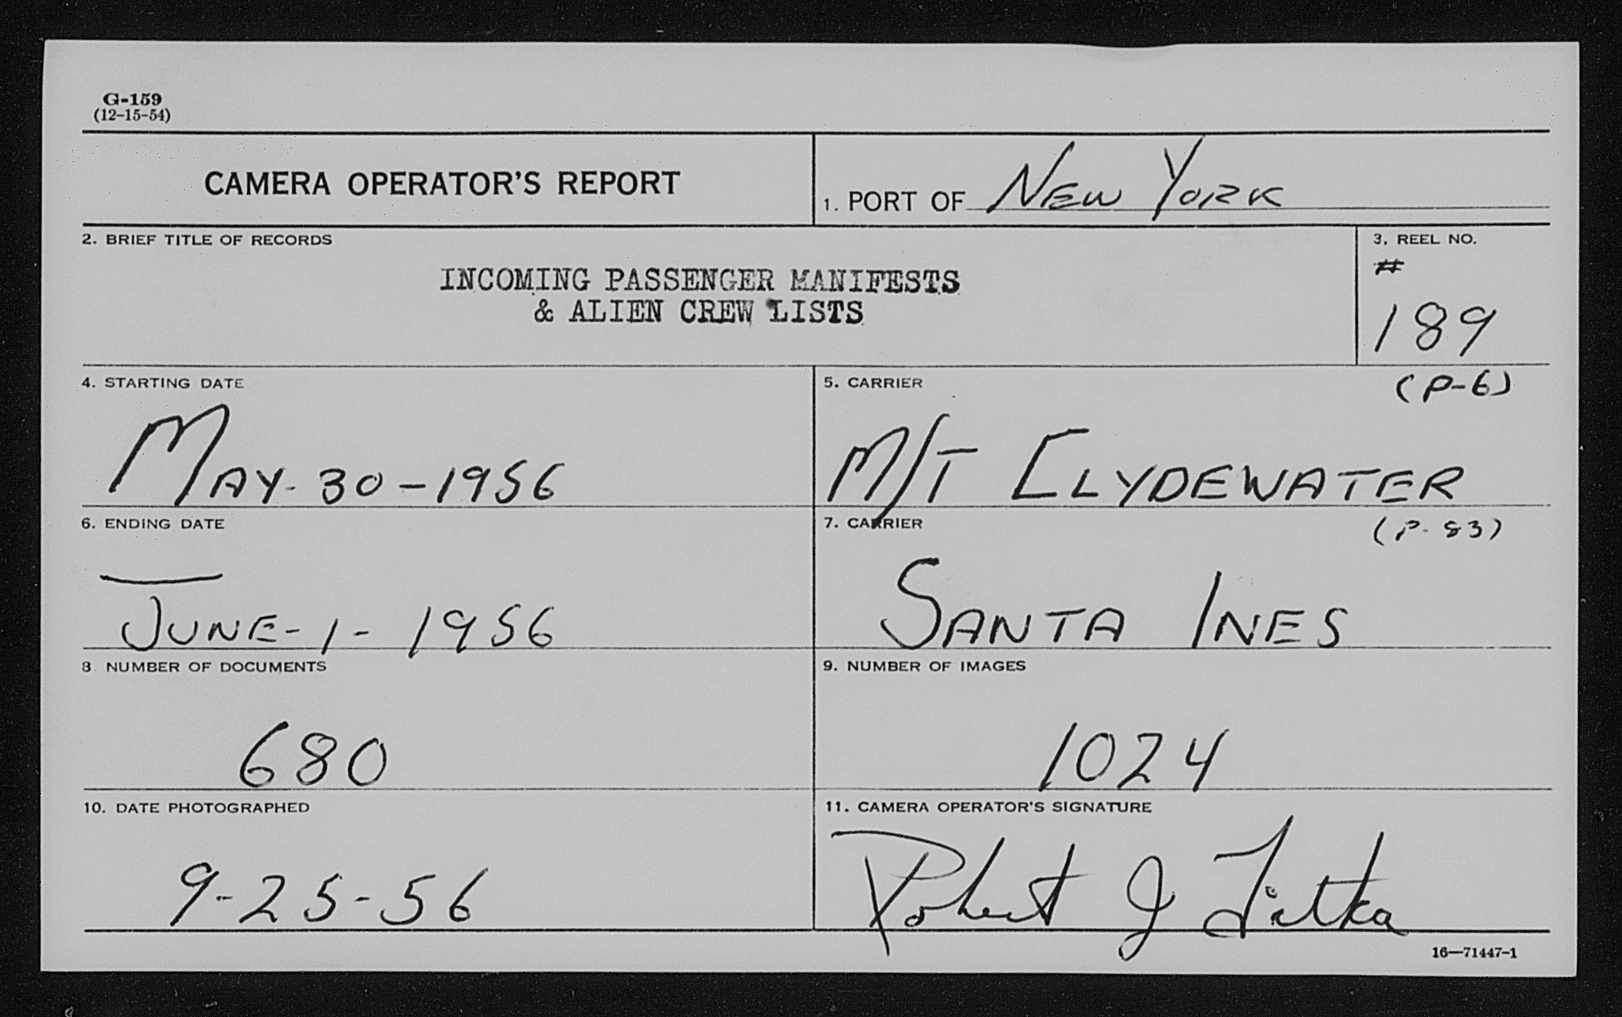 G-159
(12-15-54)
CAMERA OPERATOR'S REPORT
1. PORT OF NEW YORK
2. BRIEF TITLE OF RECORDS
INCOMING PASSENGER MANIFESTS
& ALIEN CREW LISTS
3. REEL NO.
#
189
4. STARTING DATE
MAY-30-1956
5. CARRIER
(P-6)
M/T CLYDEWATER
6. ENDING DATE
JUNE-1-1956
7. CARRIER
(P-83)
SANTA INES
8 NUMBER OF DOCUMENTS
680
9. NUMBER OF IMAGES
1024
10. DATE PHOTOGRAPHED
9-25-56
11. CAMERA OPERATOR'S SIGNATURE
Robert J
16—71447-1